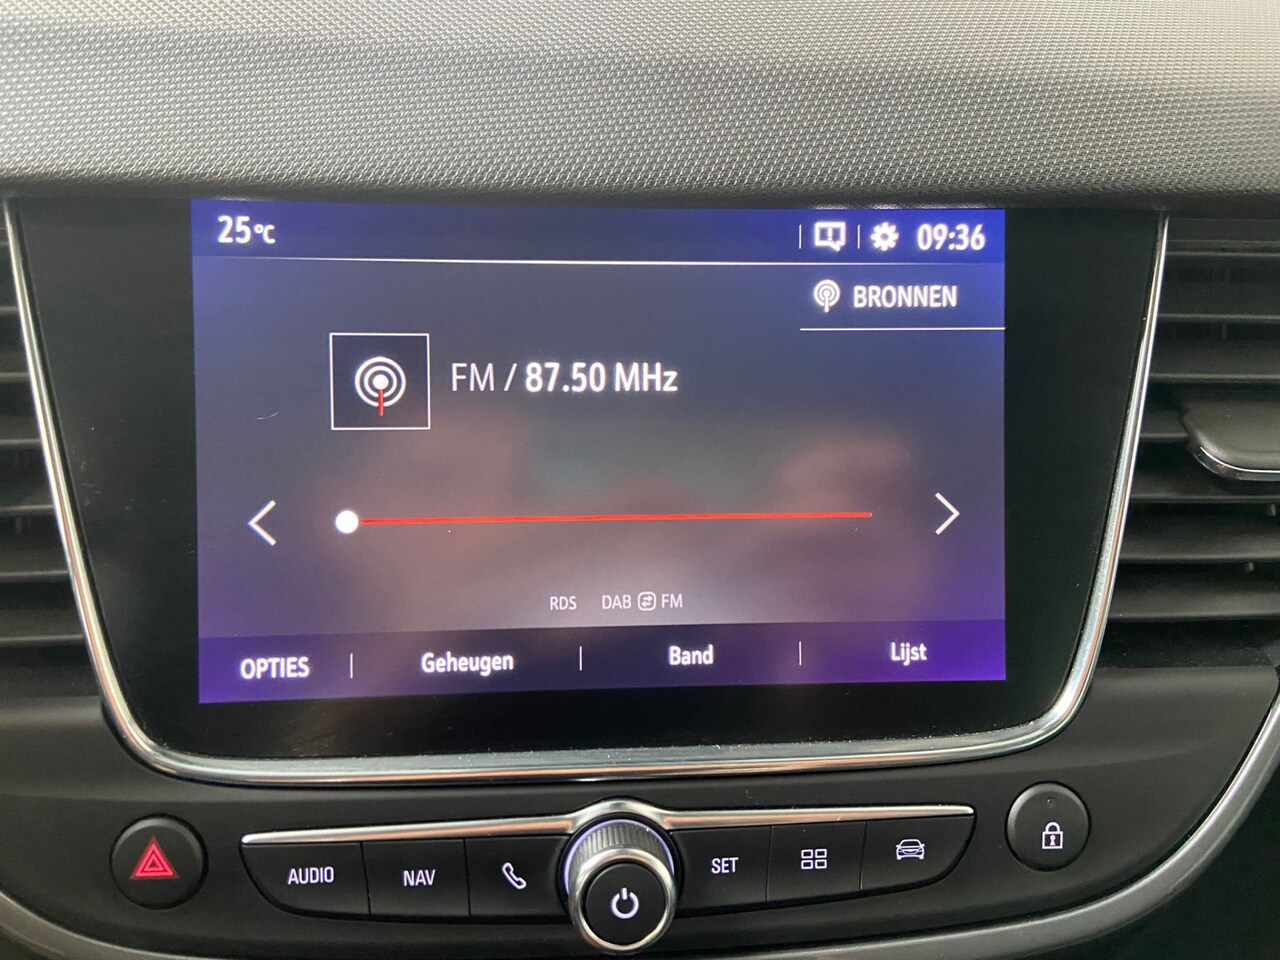 25°C
09:36
BRONNEN
FM / 87.50 MHz
RDS DAB FM
OPTIES Geheugen Band Lijst
AUDIO NAV SET